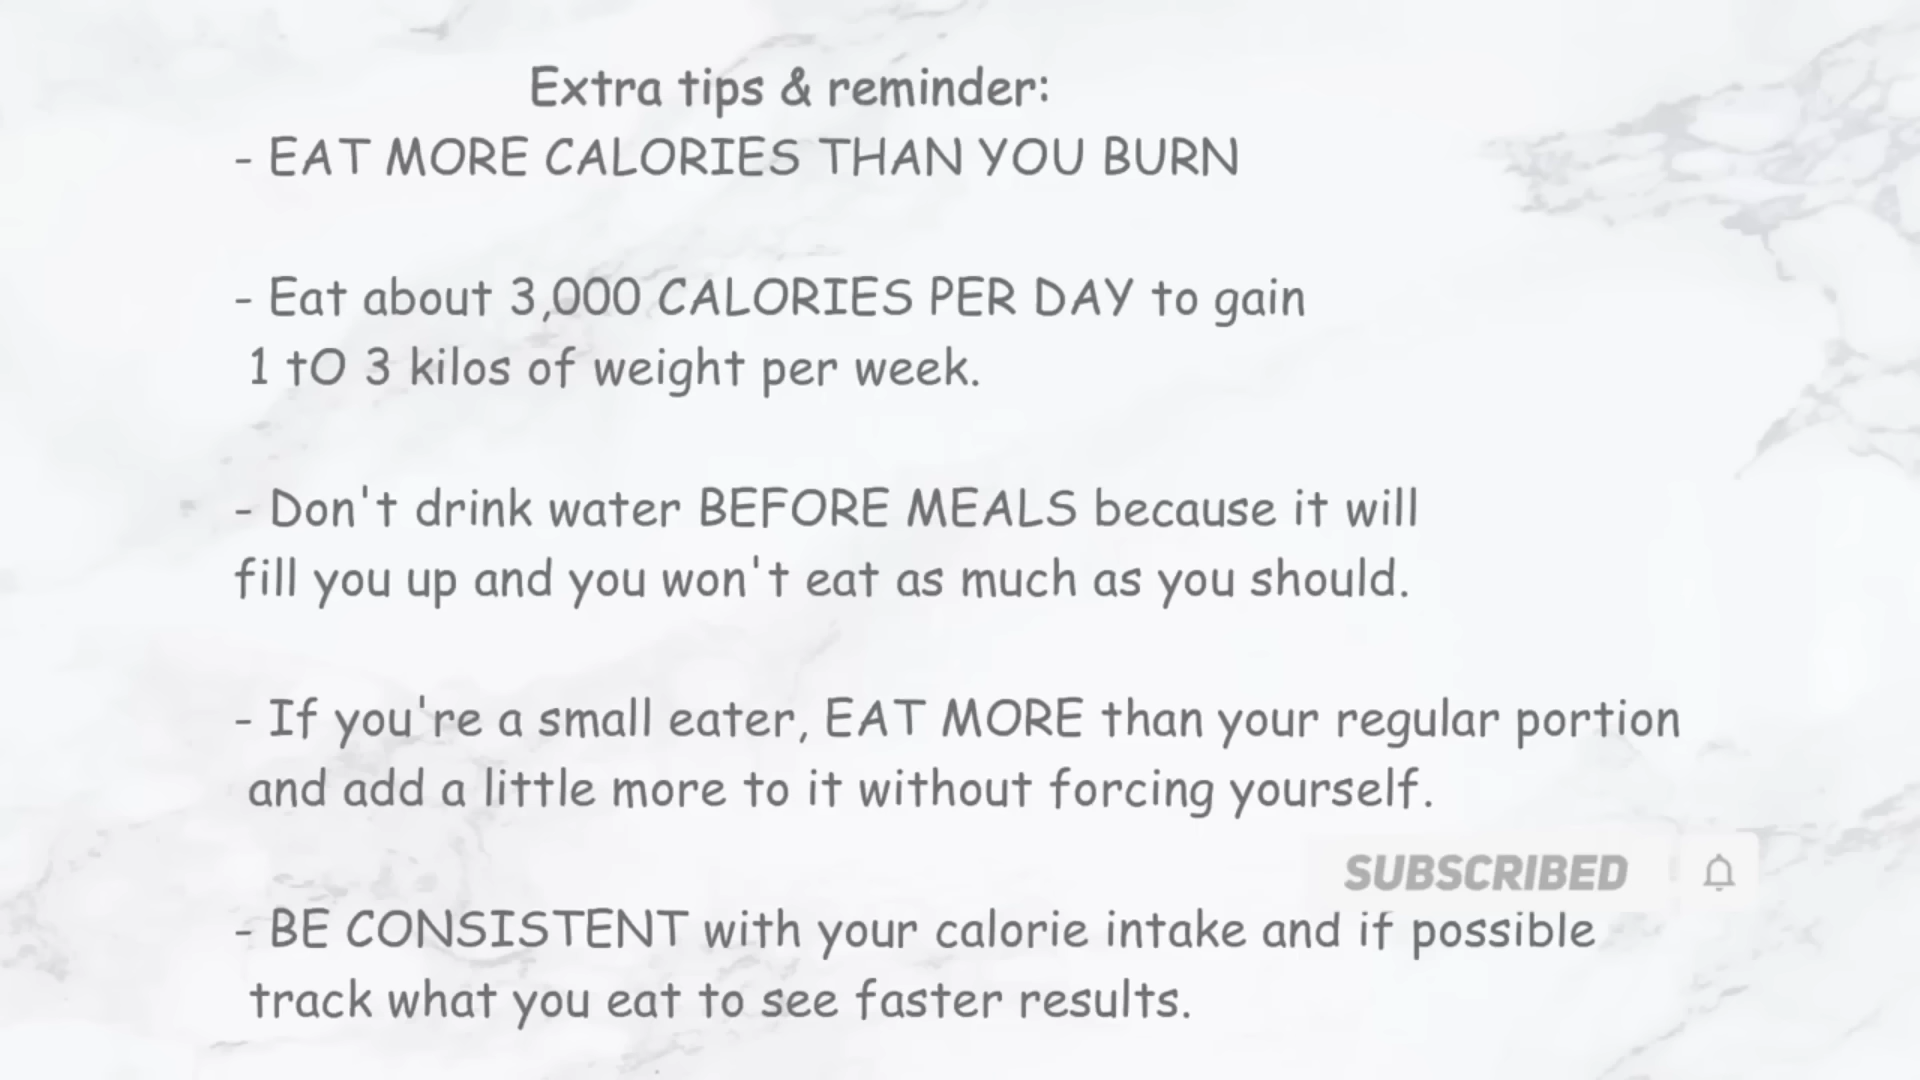 Extra tips & reminder:
- EAT MORE CALORIES THAN YOU BURN
- Eat about 3,000 CALORIES PER DAY to gain
1 tO 3 kilos of weight per week.
- Don't drink water BEFORE MEALS because it will
fill you up and you won't eat as much as you should.
- If you're a small eater, EAT MORE than your regular portion
and add a little more to it without forcing yourself.
SUBSCRIBED
- BE CONSISTENT with your calorie intake and if possible
track what you eat to see faster results.